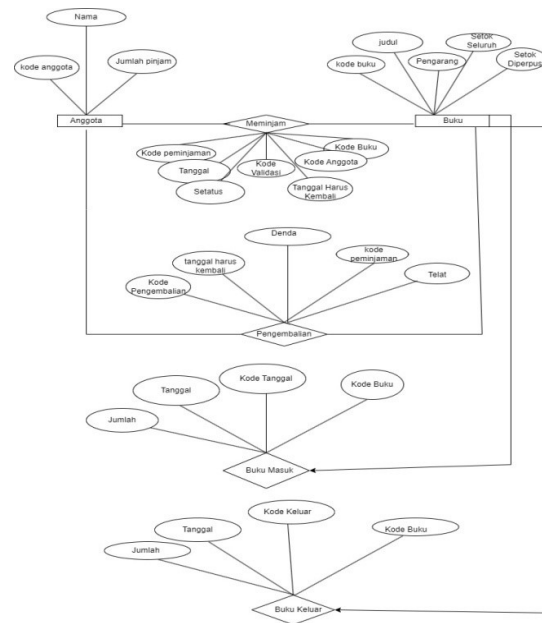 Nama
kode anggota
Jumlah pinjam
Anggota
judul
Setok
Seluruh
kode buku
Pengarang
Setok
Diperpus
Buku
Meminjam
Kode peminjaman
Tanggal
Setatus
Kode
Validasi
Kode Buku
Kode Anggota
Tanggal Harus
Kembali
Denda
tanggal harus
kembali
kode
peminjaman
Kode
Pengembalian
Telat
Pengembalian
Kode Tanggal
Tanggal
Kode Buku
Jumlah
Buku Masuk
Kode Keluar
Tanggal
Kode Buku
Jumlah
Buku Keluar